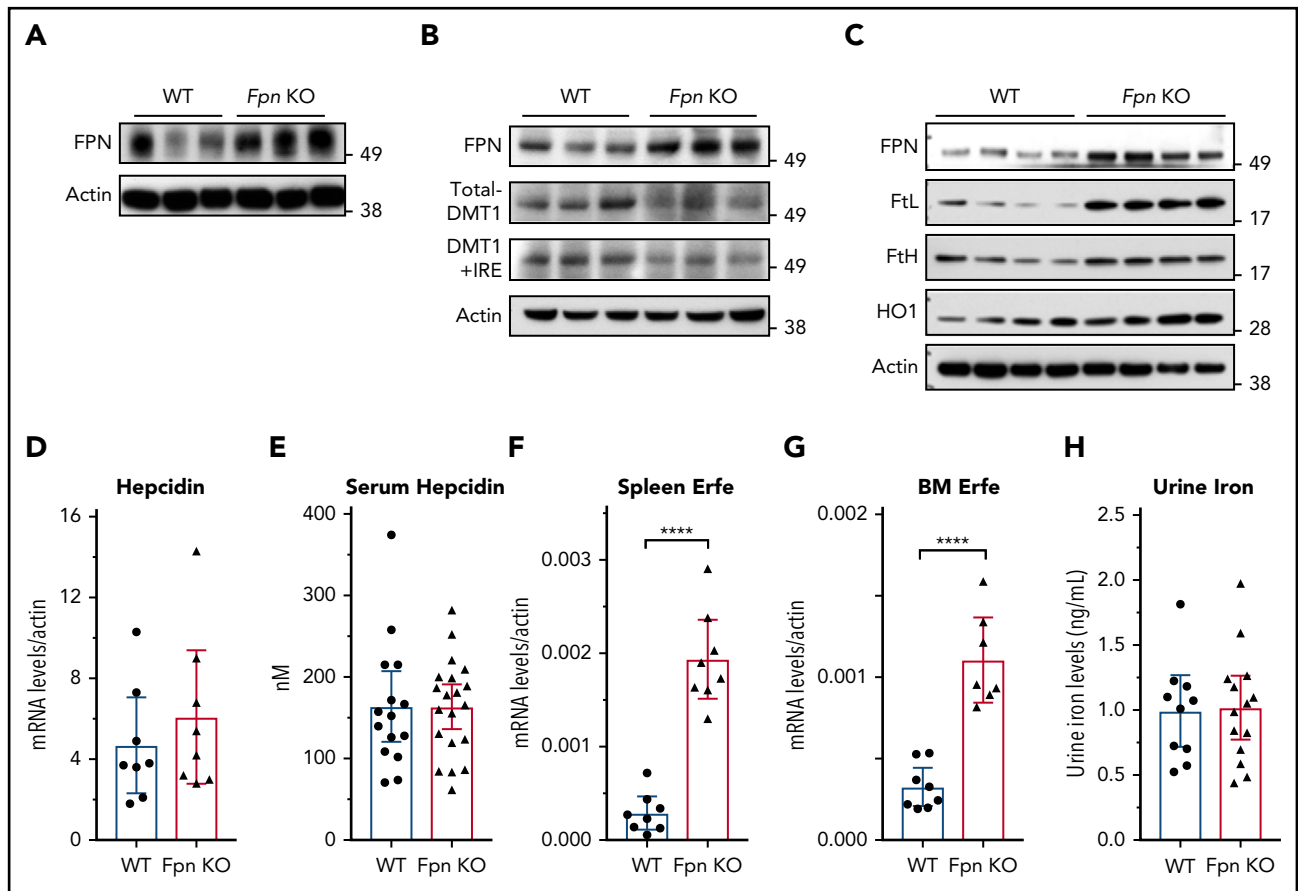 A
WT Fpn KO
FPN
49
Actin
38
B
WT Fpn KO
FPN
49
Total-
DMT1
49
DMT1
+IRE
49
Actin
38
C
WT Fpn KO
FPN
49
FtL
17
FtH
17
HO1
28
Actin
38
D
Hepcidin
mRNA levels/actin
16
12
8
4
0
WT Fpn KO
E
Serum Hepcidin
nM
400
300
200
100
0
WT Fpn KO
F
Spleen Erfe
mRNA levels/actin
0.003
0.002
0.001
0.000
****
WT Fpn KO
G
BM Erfe
mRNA levels/actin
0.002
0.001
0.000
****
WT Fpn KO
H
Urine Iron
Urine iron levels (ng/mL)
2.5
2.0
1.5
1.0
0.5
0.0
WT Fpn KO